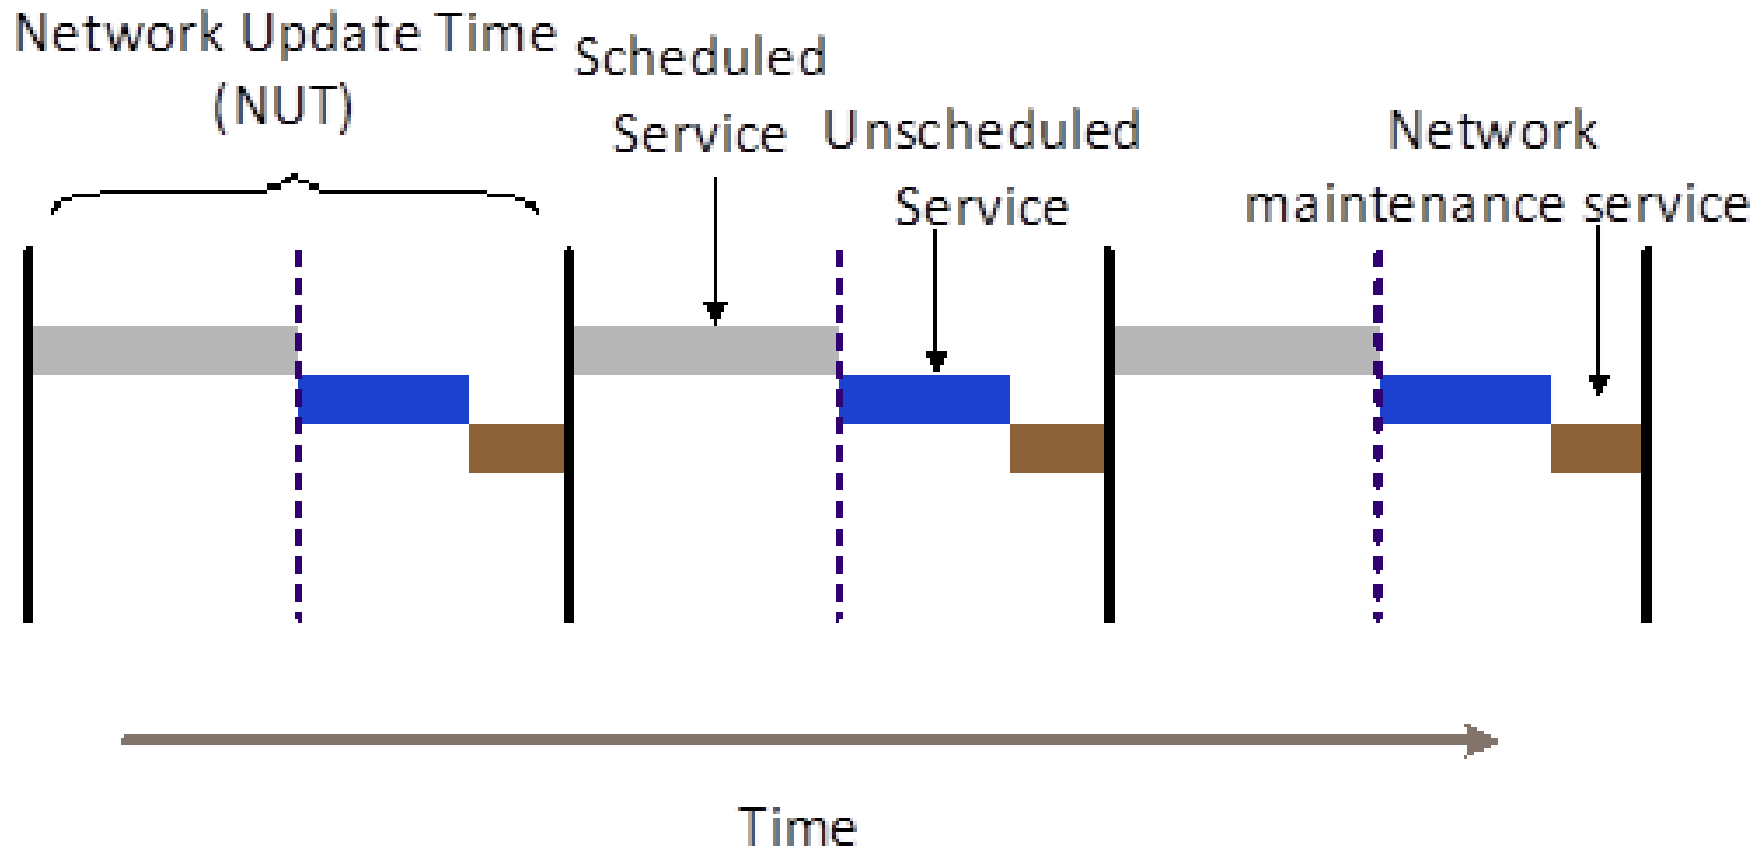 Network Update Time
(NUT)
Scheduled
Service
Unscheduled
Service
Network
maintenance service
Time